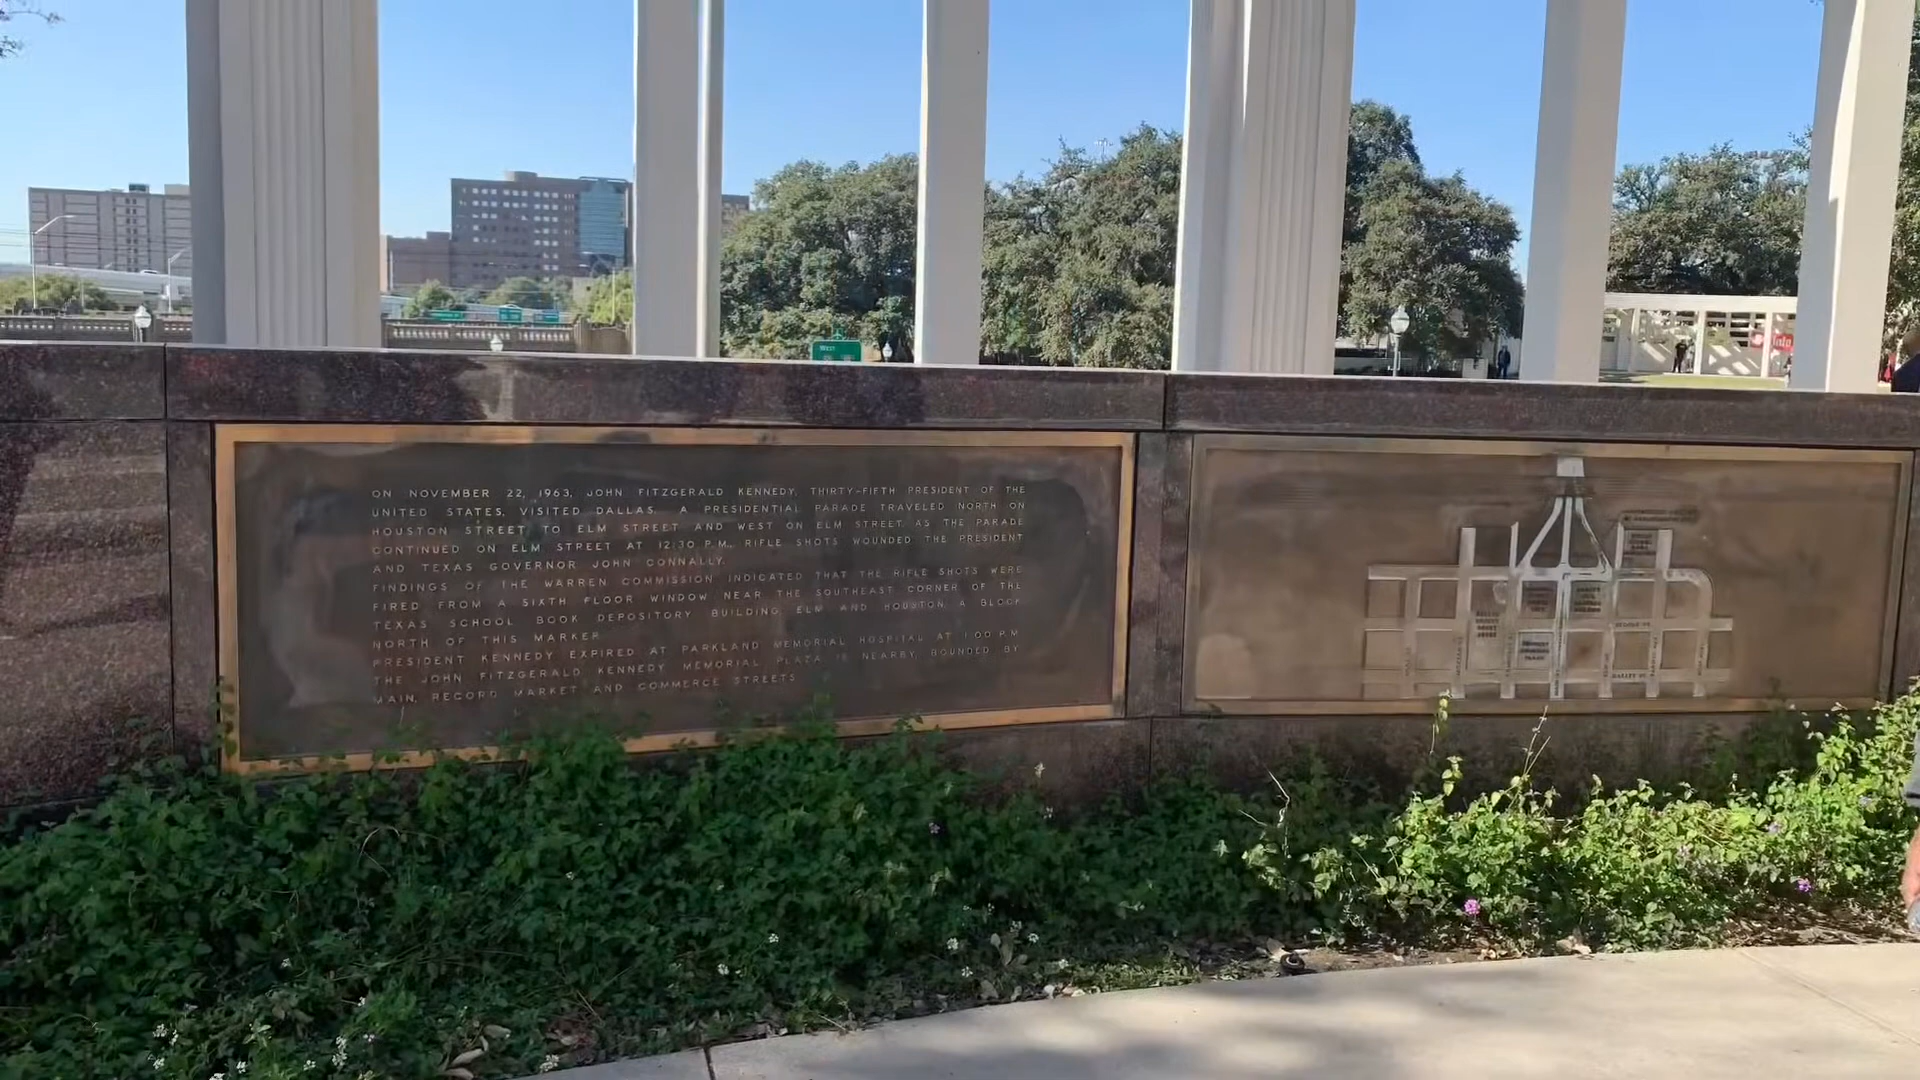 ON NOVEMBER 22, 1963, JOHN FITZGERALD KENNEDY, THIRTY-FIFTH PRESIDENT OF THE
UNITED STATES, VISITED DALLAS. A PRESIDENTIAL PARADE TRAVELED NORTH ON
HOUSTON STREET TO ELM STREET AND WEST ON ELM STREET. AS THE PARADE
CONTINUED ON ELM STREET AT 12:30 P.M., RIFLE SHOTS WOUNDED THE PRESIDENT
AND TEXAS GOVERNOR JOHN CONNALLY.
FINDINGS OF THE WARREN COMMISSION INDICATED THAT THE RIFLE SHOTS WERE
FIRED FROM A SIXTH FLOOR WINDOW NEAR THE SOUTHEAST CORNER OF THE
TEXAS SCHOOL BOOK DEPOSITORY BUILDING, ELM AND HOUSTON, A BLOCK
NORTH OF THIS MARKER.
PRESIDENT KENNEDY EXPIRED AT PARKLAND MEMORIAL HOSPITAL AT 1:00 P.M.
THE JOHN FITZGERALD KENNEDY MEMORIAL PLAZA IS NEARBY, BOUNDED BY
MAIN, RECORD, MARKET AND COMMERCE STREETS.
West